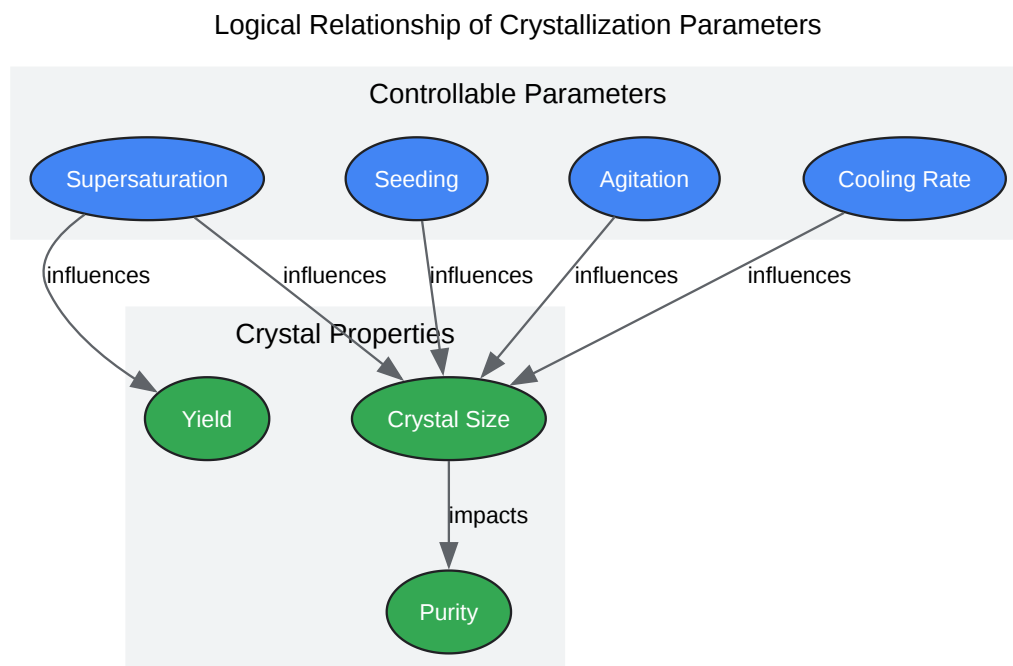 Logical Relationship of Crystallization Parameters
Controllable Parameters
Supersaturation
Seeding
Agitation
Cooling Rate
influences
influences
influences
influences
influences
Crystal Properties
Yield
Crystal Size
impacts
Purity